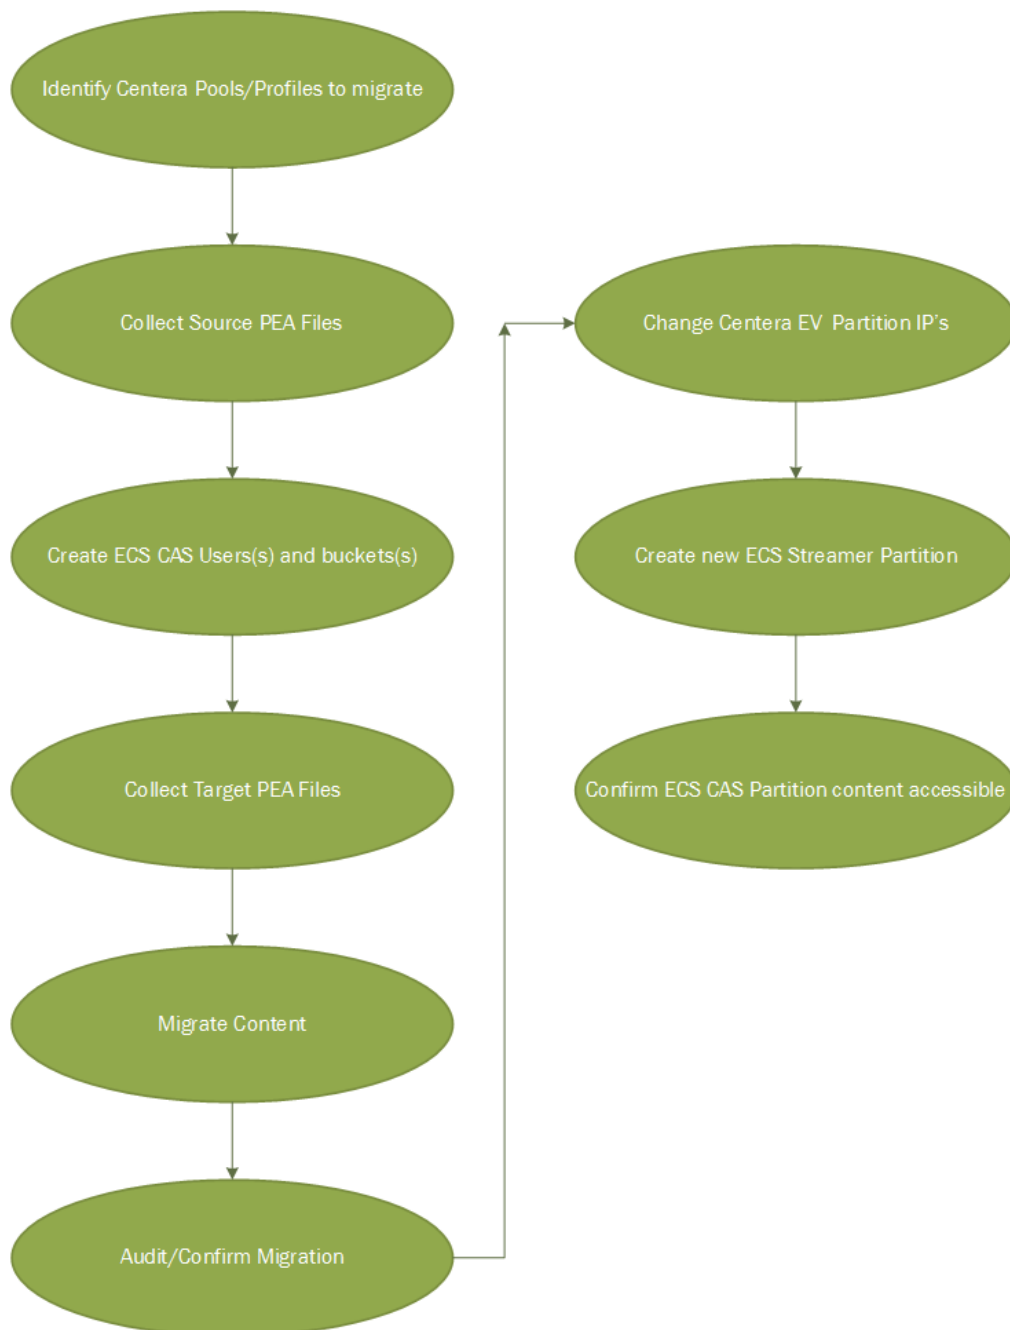 Identify Centera Pools/Profiles to migrate
Collect Source PEA Files
Create ECS CAS Users(s) and buckets(s)
Collect Target PEA Files
Migrate Content
Audit/Confirm Migration
Change Centera EV Partition IP's
Create new ECS Streamer Partition
Confirm ECS CAS Partition content accessible